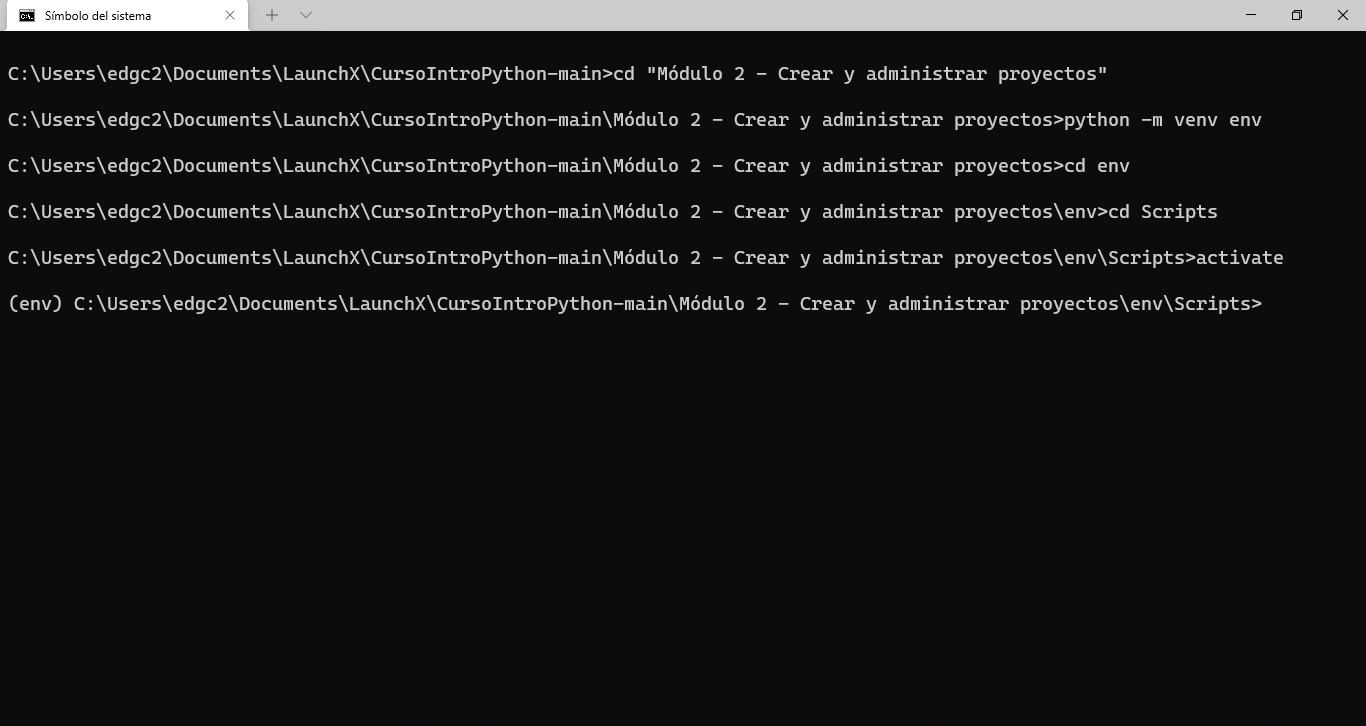 Símbolo del sistema
C:\Users\edgc2\Documents\LaunchX\CursoIntroPython-main>cd "Módulo 2 - Crear y administrar proyectos"
C:\Users\edgc2\Documents\LaunchX\CursoIntroPython-main\Módulo 2 - Crear y administrar proyectos>python -m venv env
C:\Users\edgc2\Documents\LaunchX\CursoIntroPython-main\Módulo 2 - Crear y administrar proyectos>cd env
C:\Users\edgc2\Documents\LaunchX\CursoIntroPython-main\Módulo 2 - Crear y administrar proyectos\env>cd Scripts
C:\Users\edgc2\Documents\LaunchX\CursoIntroPython-main\Módulo 2 - Crear y administrar proyectos\env\Scripts>activate
(env) C:\Users\edgc2\Documents\LaunchX\CursoIntroPython-main\Módulo 2 - Crear y administrar proyectos\env\Scripts>